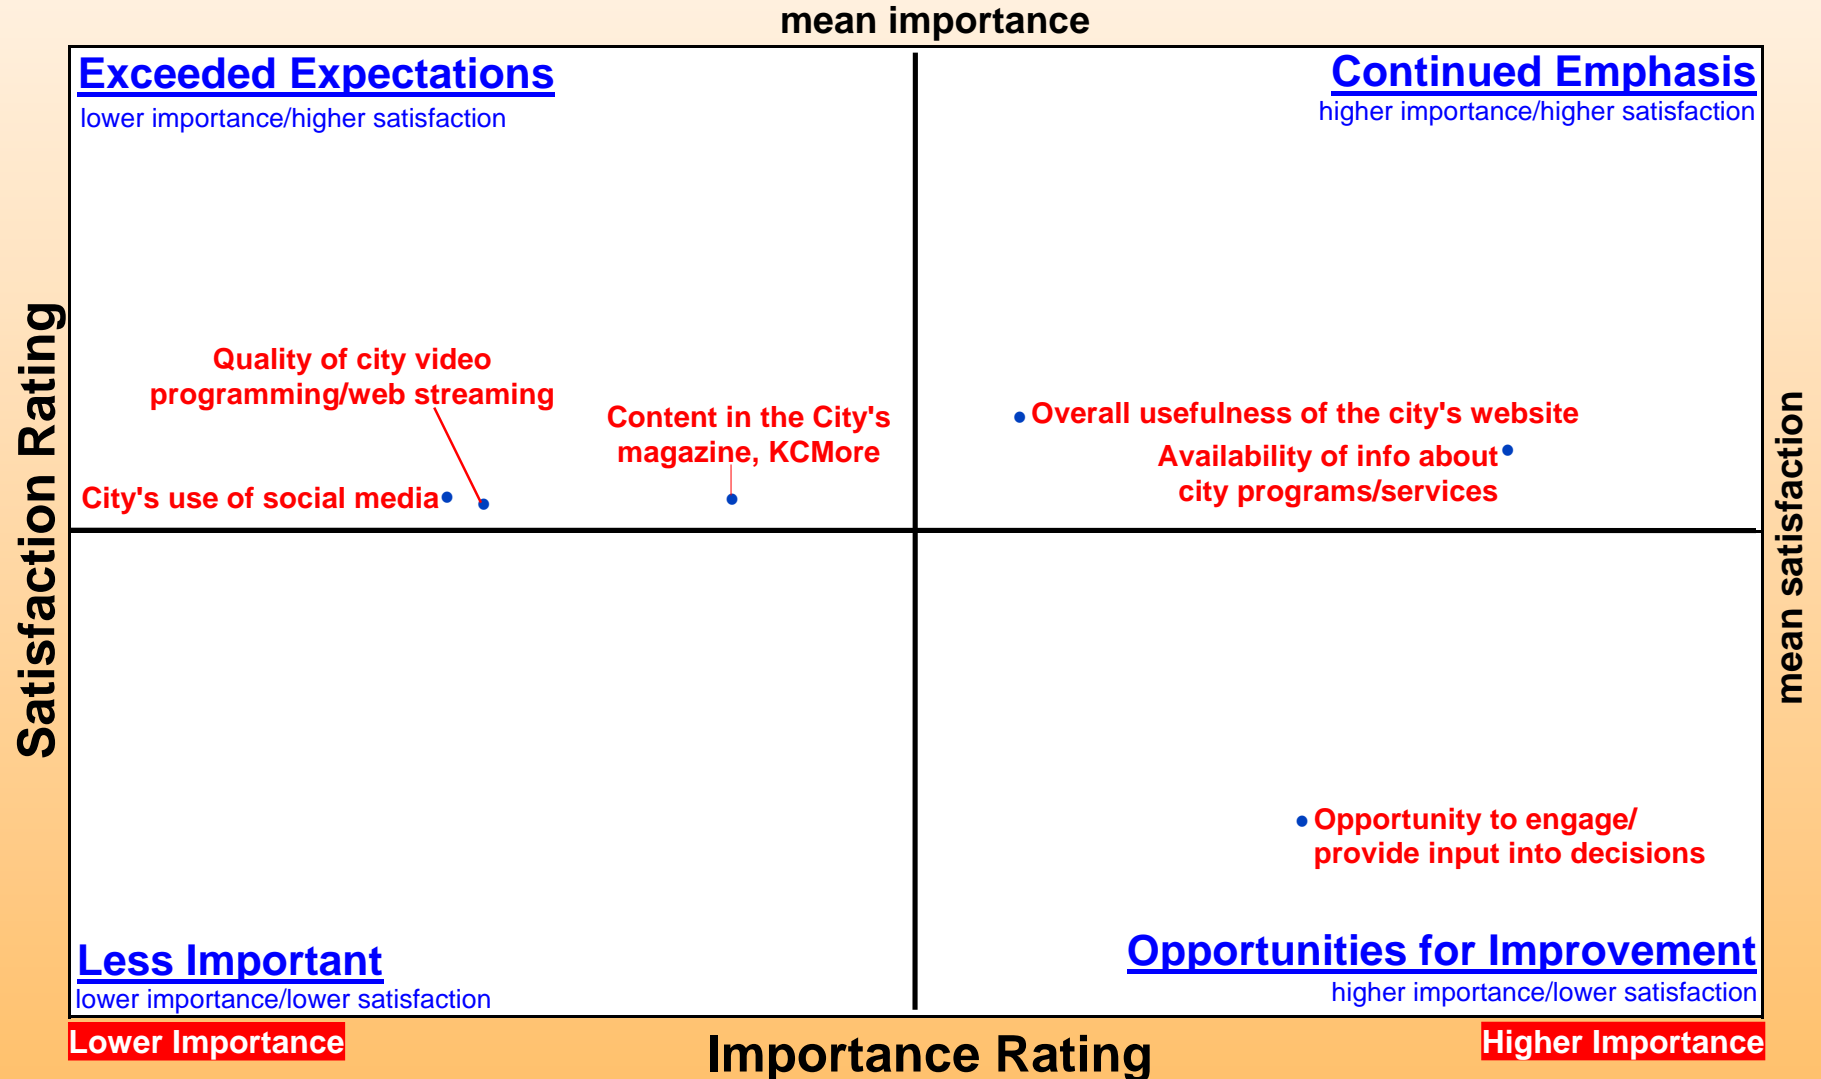 mean importance
Exceeded Expectations
lower importance/higher satisfaction
Continued Emphasis
higher importance/higher satisfaction
Quality of city video
programming/web streaming
Content in the City's
magazine, KCMore
City's use of social media
Overall usefulness of the city's website
Availability of info about
city programs/services
Satisfaction Rating
mean satisfaction
Opportunity to engage/
provide input into decisions
Less Important
lower importance/lower satisfaction
Opportunities for Improvement
higher importance/lower satisfaction
Lower Importance
Importance Rating
Higher Importance